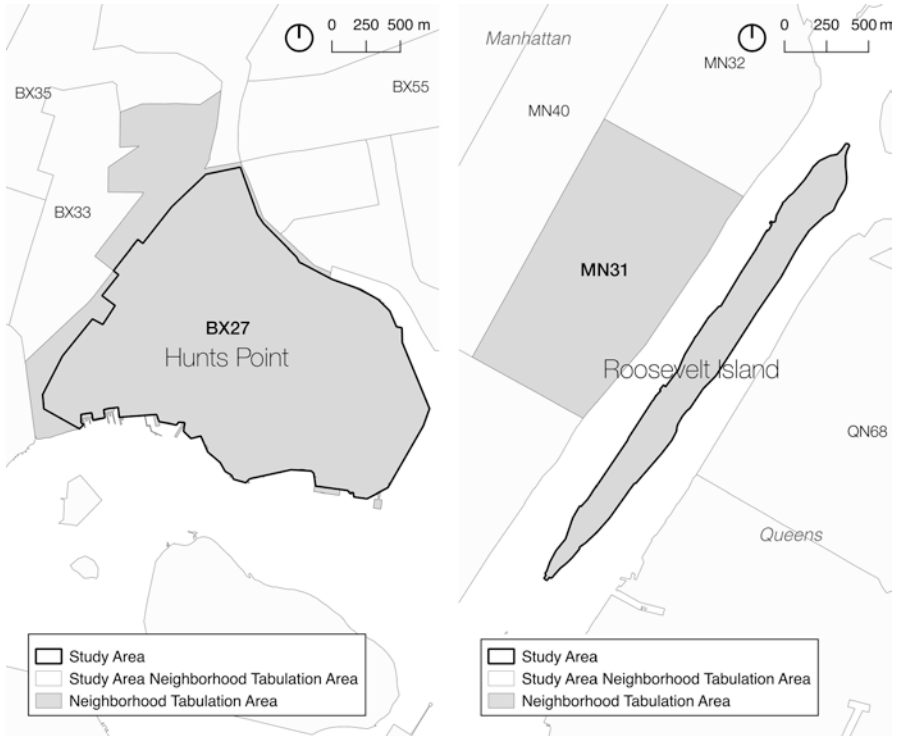 0 250 500 m
BX35
BX55
BX33
BX27
Hunts Point
Study Area
Study Area Neighborhood Tabulation Area
Neighborhood Tabulation Area
Manhattan
0 250 500 m
MN32
MN40
MN31
Roosevelt Island
QN68
Queens
Study Area
Study Area Neighborhood Tabulation Area
Neighborhood Tabulation Area